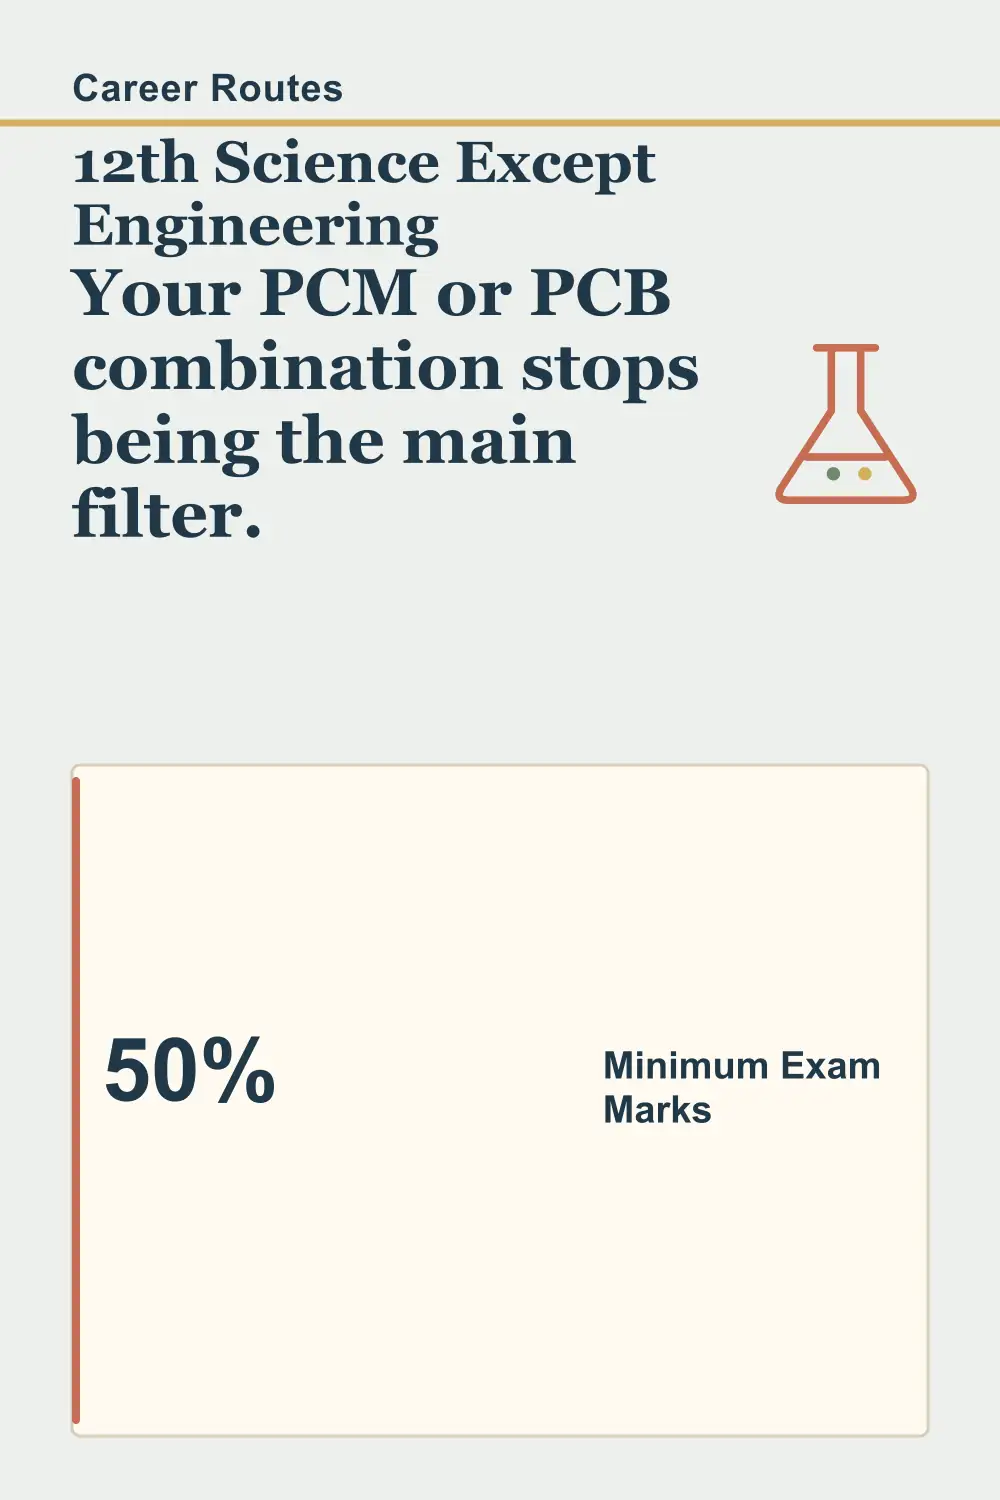 Career Routes
12th Science Except
Engineering
Your PCM or PCB
combination stops
being the main
filter.
50%
Minimum Exam
Marks